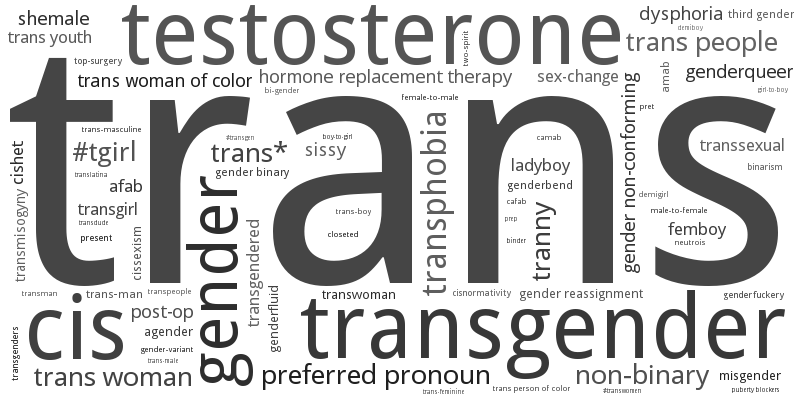 shemale
testosterone
dysphoria
third gender
demiboy
trans youth
two-spirit
trans people
top-surgery
trans woman of color
hormone replacement therapy
sex-change
amab
genderqueer
bi-gender
girl-to-boy
trans
female-to-male
pret
gender non-conforming
trans-masculine
#transgen
boy-to-girl
camab
transphobia
cishet
#tgirl
trans*
sissy
transsexual
gender binary
ladyboy
binarism
translatina
afab
genderbend
demigirl
transmisogyny
transgirl
cafab
trans-boy
male-to-female
transdude
prep
tranny
femboy
present
cissexism
closeted
binder
neutrois
gender
transgendered
transman
trans-man
transpeople
transwoman
cisnormativity
gender reassignment
genderfuckery
cis
post-op
genderfluid
transgender
agender
transgenders
gender-variant
trans-male
trans woman
preferred pronoun
non-binary
misgender
trans-feminine
trans person of color
#transwomen
puberty blockers